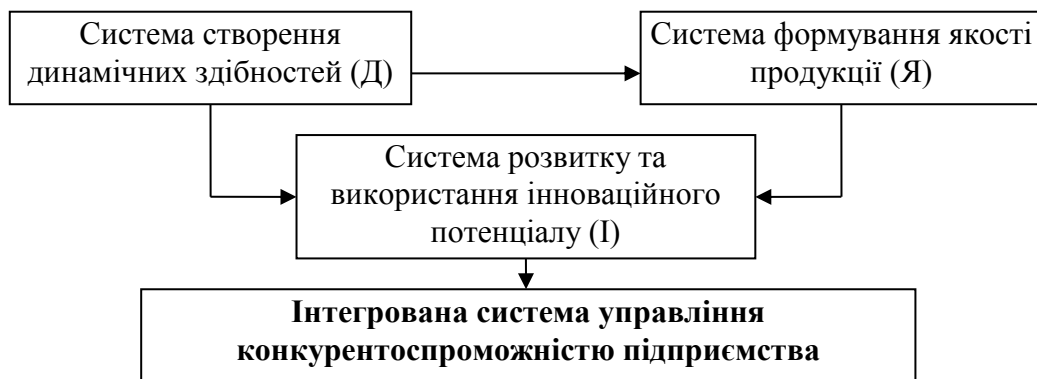 Система створення
динамічних здібностей (Д)
Система формування якості
продукції (Я)
Система розвитку та
використання інноваційного
потенціалу (І)
Інтегрована система управління
конкурентоспроможністю підприємства